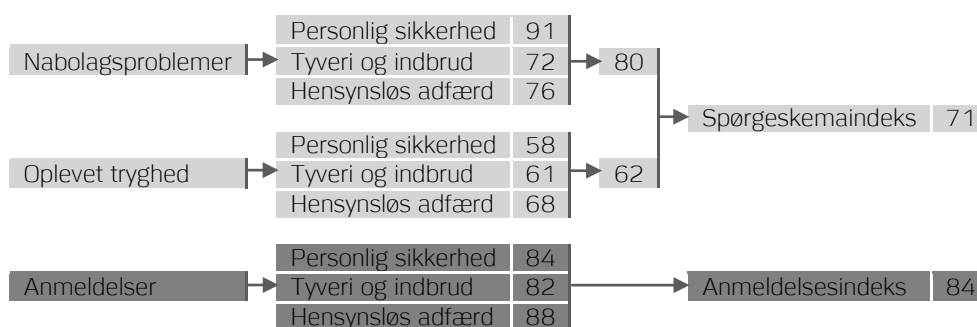 Personlig sikkerhed 91
Nabolagsproblemer Tyveri og indbrud 72 80
Hensynsløs adfærd 76
Spørgeskemaindeks 71
Personlig sikkerhed 58
Oplevet tryghed Tyveri og indbrud 61 62
Hensynsløs adfærd 68
Personlig sikkerhed 84
Anmeldelser Tyveri og indbrud 82 Anmeldelsesindeks 84
Hensynsløs adfærd 88